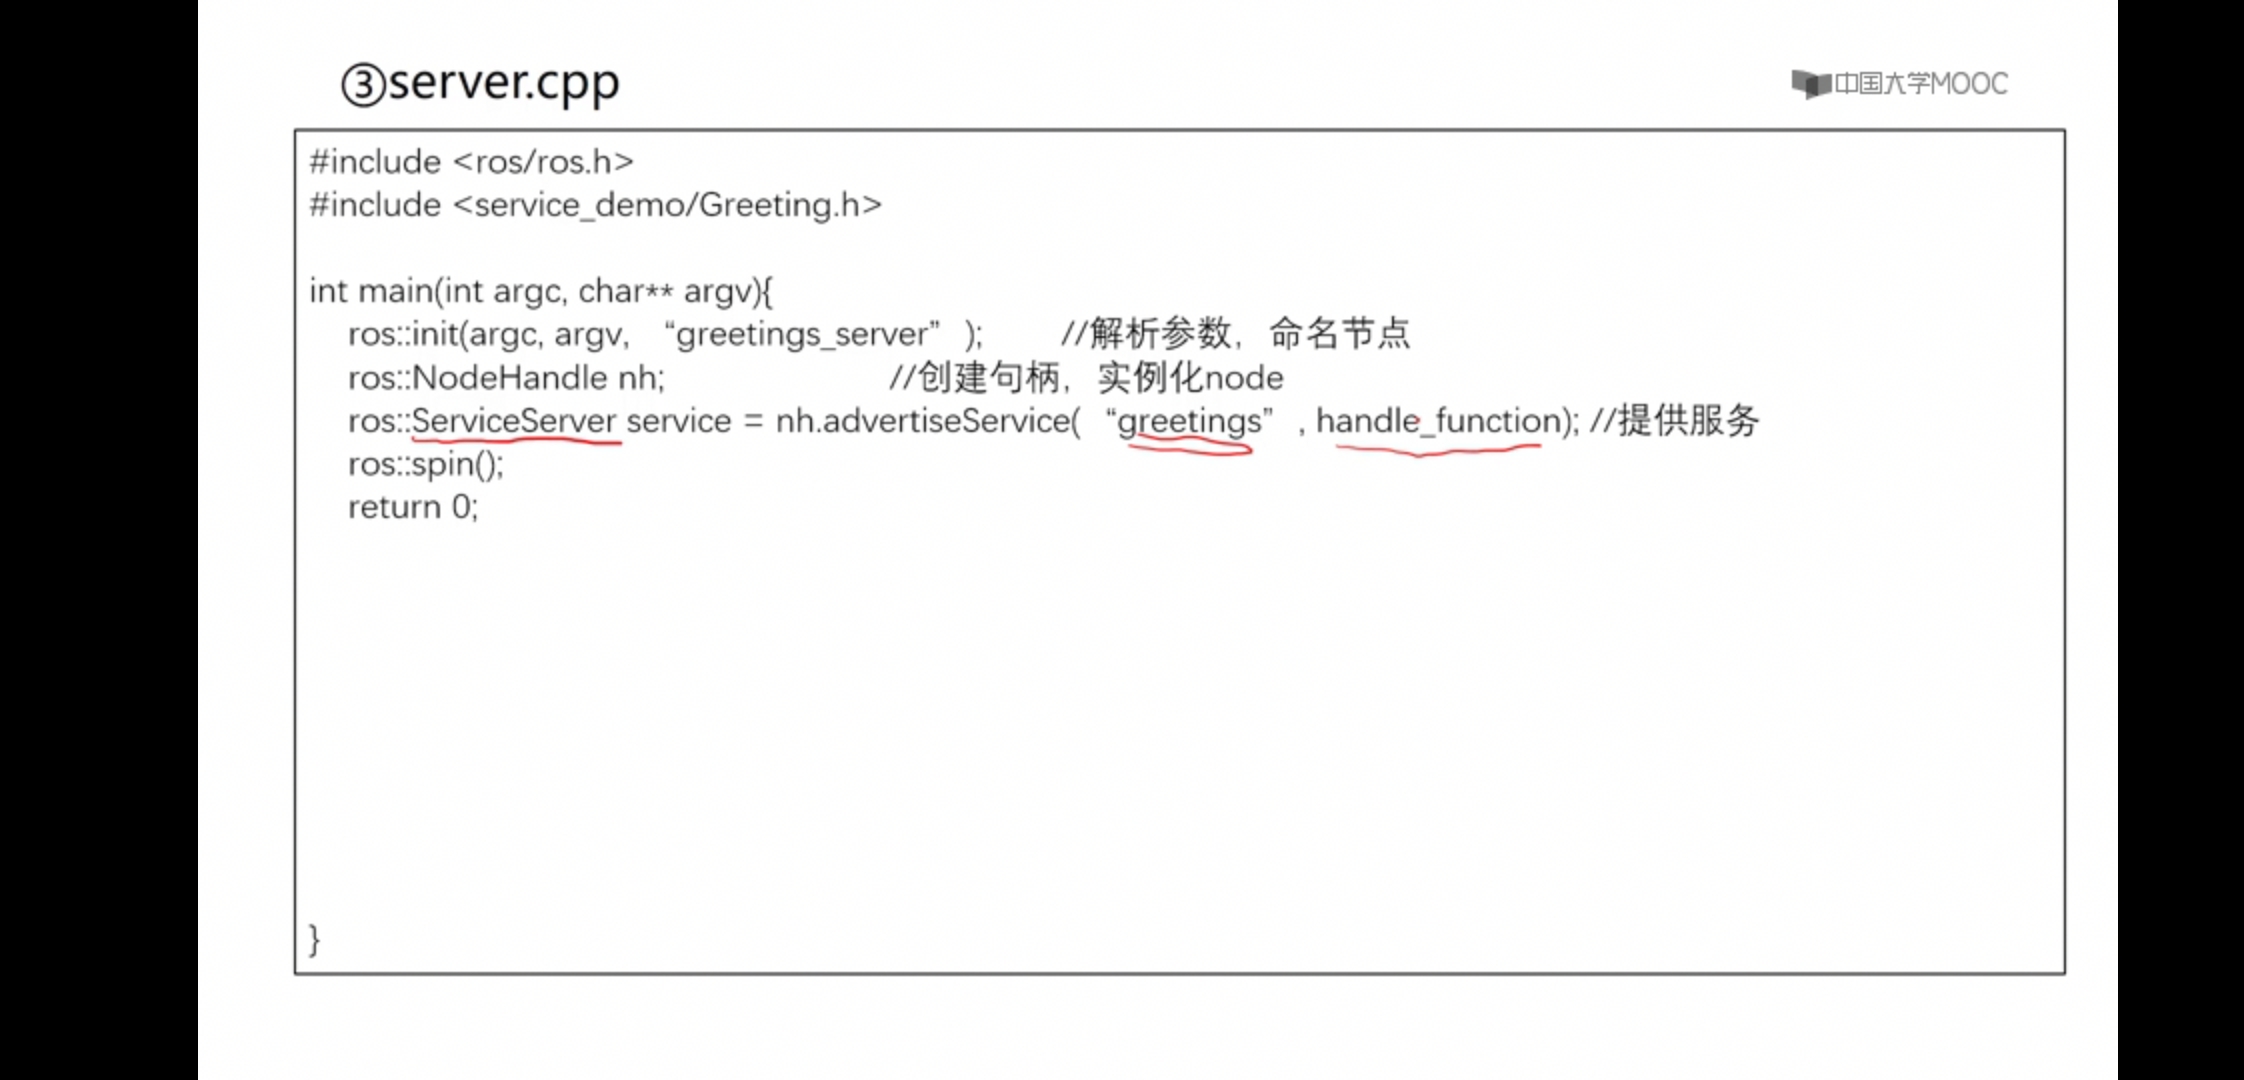 ③server.cpp
中国大学MOOC
#include <ros/ros.h>
#include <service_demo/Greeting.h>
int main(int argc, char** argv){
ros::init(argc, argv, “greetings_server” ); //解析参数，命名节点
ros::NodeHandle nh; //创建句柄，实例化node
ros::ServiceServer service = nh.advertiseService( “greetings” , handle_function); //提供服务
ros::spin();
return 0;
}